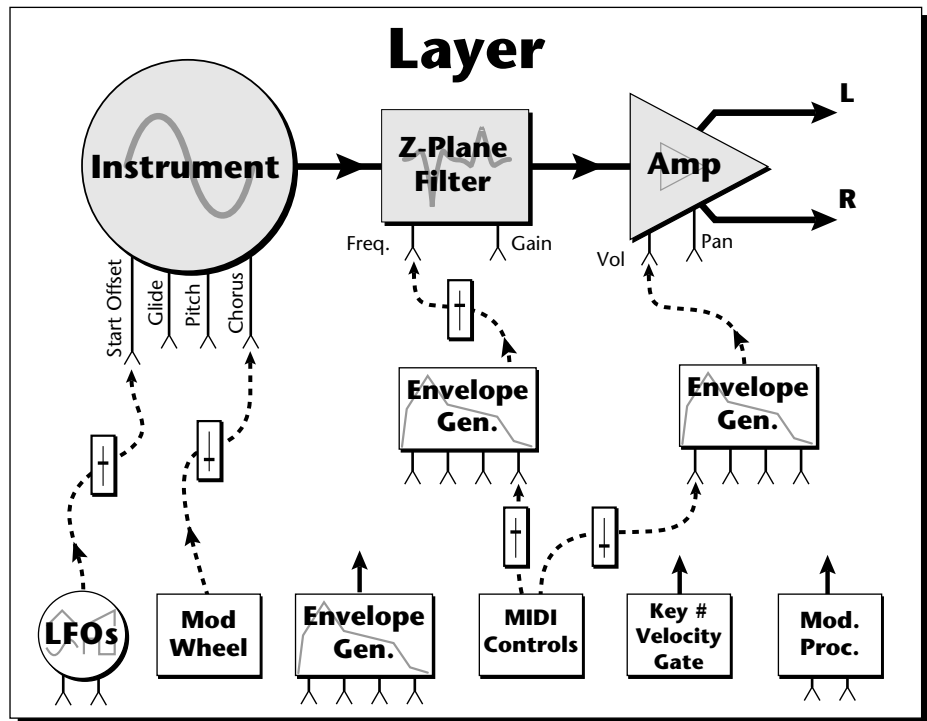 Layer
Instrument
Z-Plane
Filter
Amp
L
R
Freq.
Gain
Vol
Pan
Start Offset
Glide
Pitch
Chorus
Envelope
Gen.
Envelope
Gen.
LFOs
Mod
Wheel
Envelope
Gen.
MIDI
Controls
Key #
Velocity
Gate
Mod.
Proc.